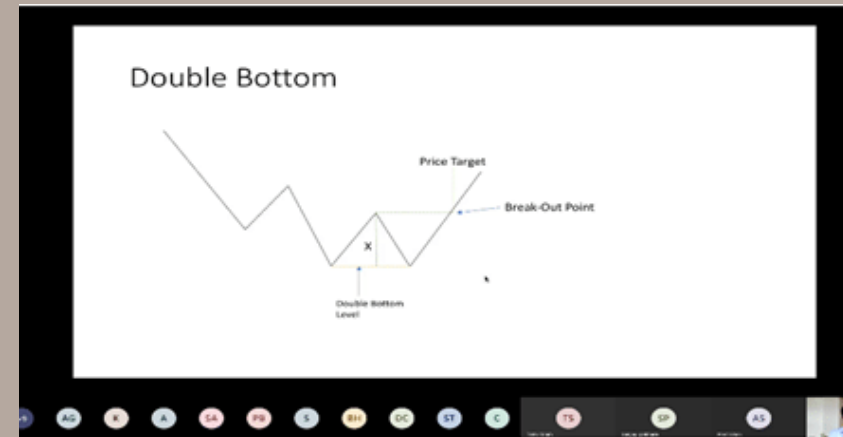 Double Bottom
Price Target
Break-Out Point
X
Double Bottom
Level
AG
K
A
SA
PB
S
BH
DC
ST
C
TS
SP
AS